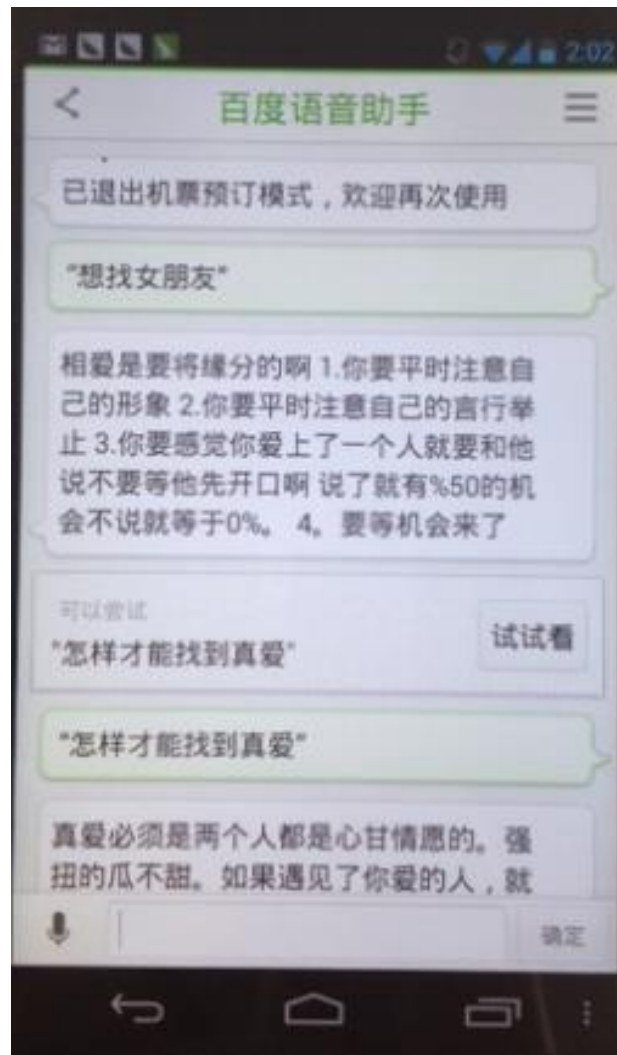 2:02
百度语音助手
已退出机票预订模式，欢迎再次使用
"想找女朋友"
相爱是要将缘分的啊 1.你要平时注意自
己的形象 2.你要平时注意自己的言行举
止 3.你要感觉你爱上了一个人就要和他
说不要等他先开口啊 说了就有%50的机
会不说就等于0%。 4。要等机会来了
可以尝试
"怎样才能找到真爱"
试试看
"怎样才能找到真爱"
真爱必须是两个人都是心甘情愿的。强
扭的瓜不甜。如果遇见了你爱的人，就
确定